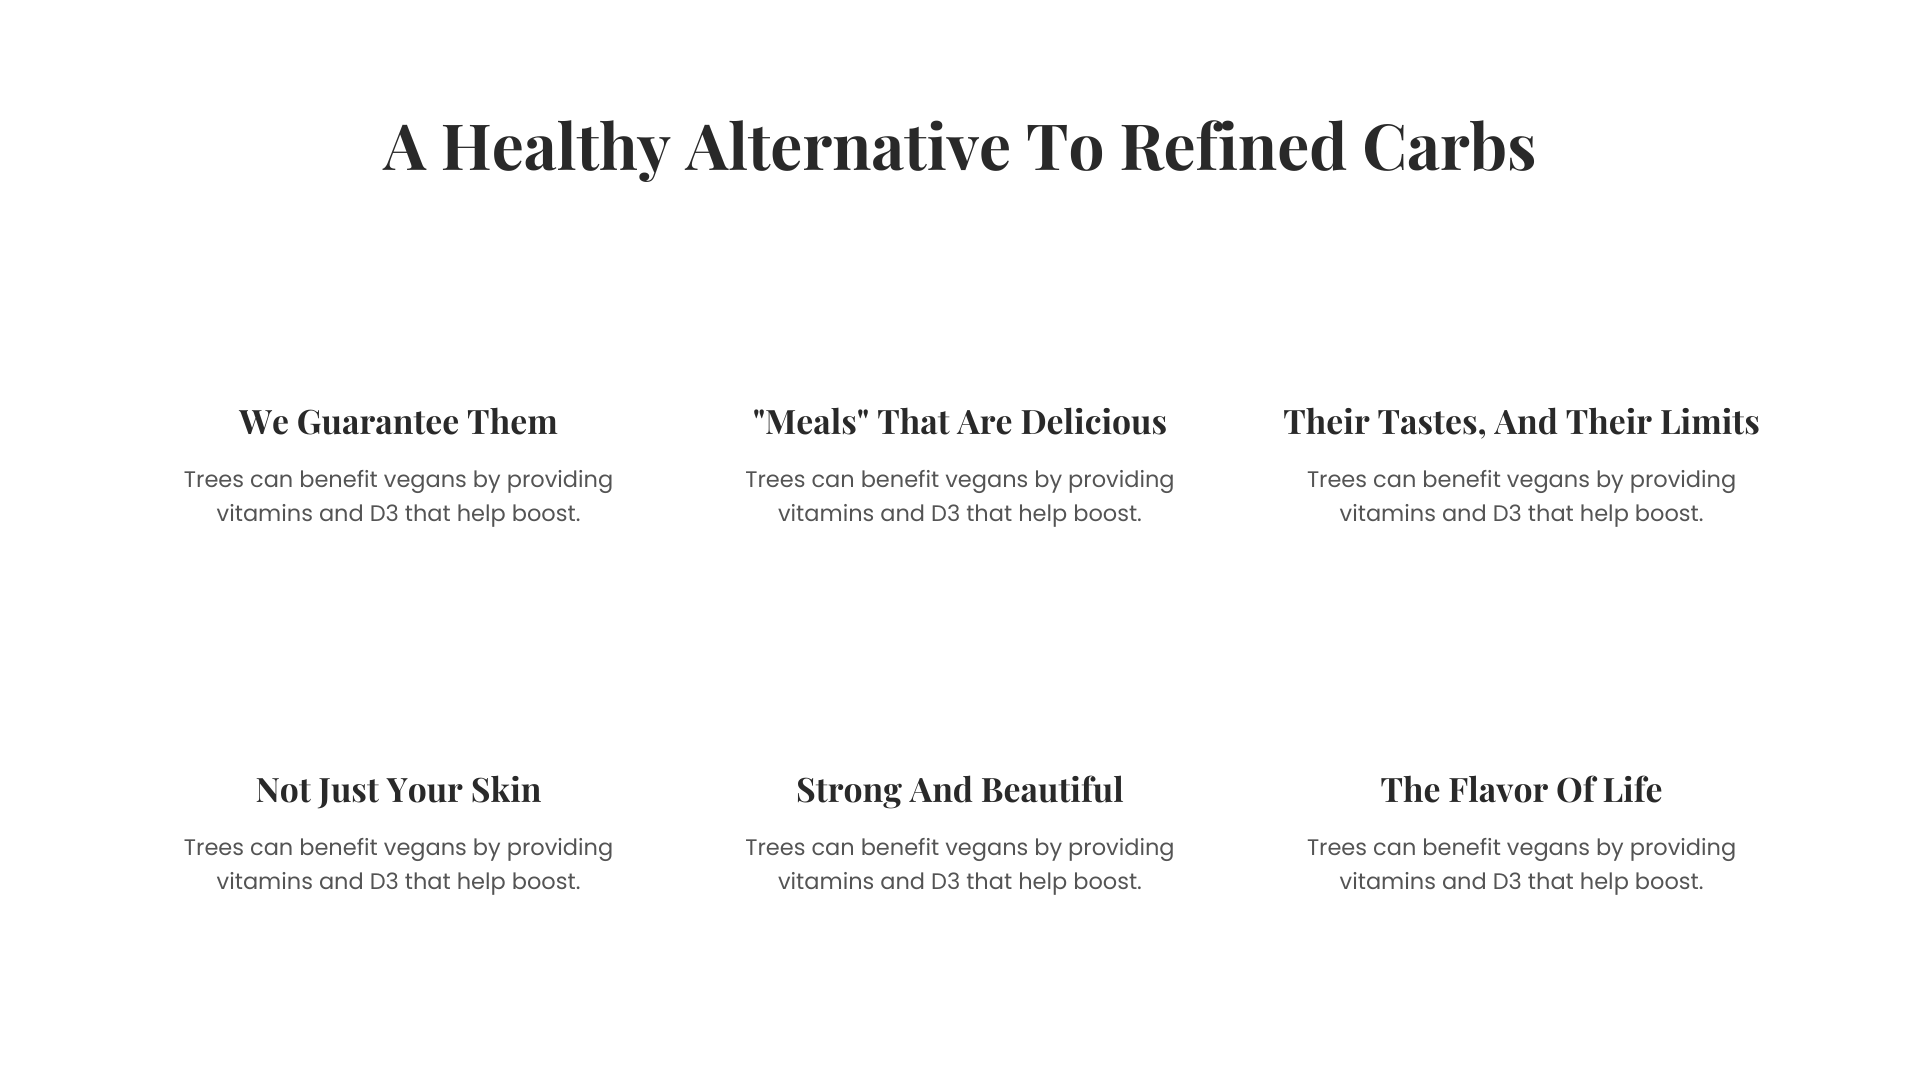 A Healthy Alternative To Refined Carbs
We Guarantee Them
Trees can benefit vegans by providing
vitamins and D3 that help boost.
"Meals" That Are Delicious
Trees can benefit vegans by providing
vitamins and D3 that help boost.
Their Tastes, And Their Limits
Trees can benefit vegans by providing
vitamins and D3 that help boost.
Not Just Your Skin
Trees can benefit vegans by providing
vitamins and D3 that help boost.
Strong And Beautiful
Trees can benefit vegans by providing
vitamins and D3 that help boost.
The Flavor Of Life
Trees can benefit vegans by providing
vitamins and D3 that help boost.